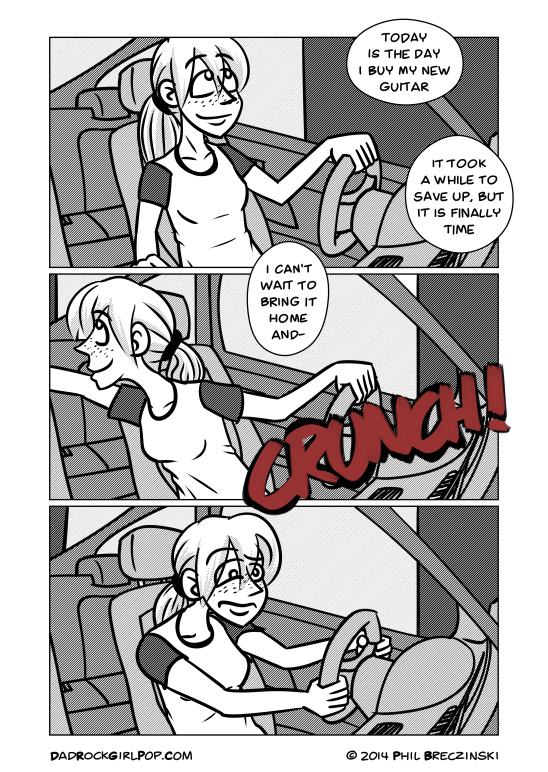 TODAY
IS THE DAY
I BUY MY NEW
GUITAR
IT TOOK
A WHILE TO
SAVE UP, BUT
IT IS FINALLY
TIME
I CAN'T
WAIT TO
BRING IT
HOME
AND-
CRUNCH!
DADROCKGIRLPOP.COM
© 2014 PHIL BRECZINSKI